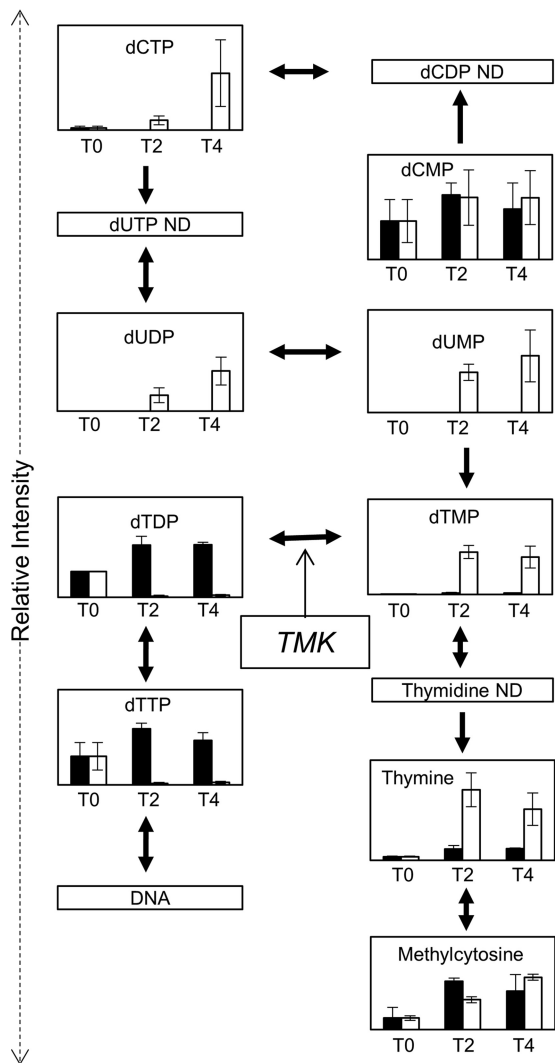 Relative Intensity
dCTP
T0 T2 T4
dCDP ND
dCMP
T0 T2 T4
dUTP ND
dUDP
T0 T2 T4
dUMP
T0 T2 T4
dTDP
T0 T2 T4
dTMP
T0 T2 T4
TMK
dTTP
T0 T2 T4
Thymidine ND
Thymine
T0 T2 T4
DNA
Methylcytosine
T0 T2 T4